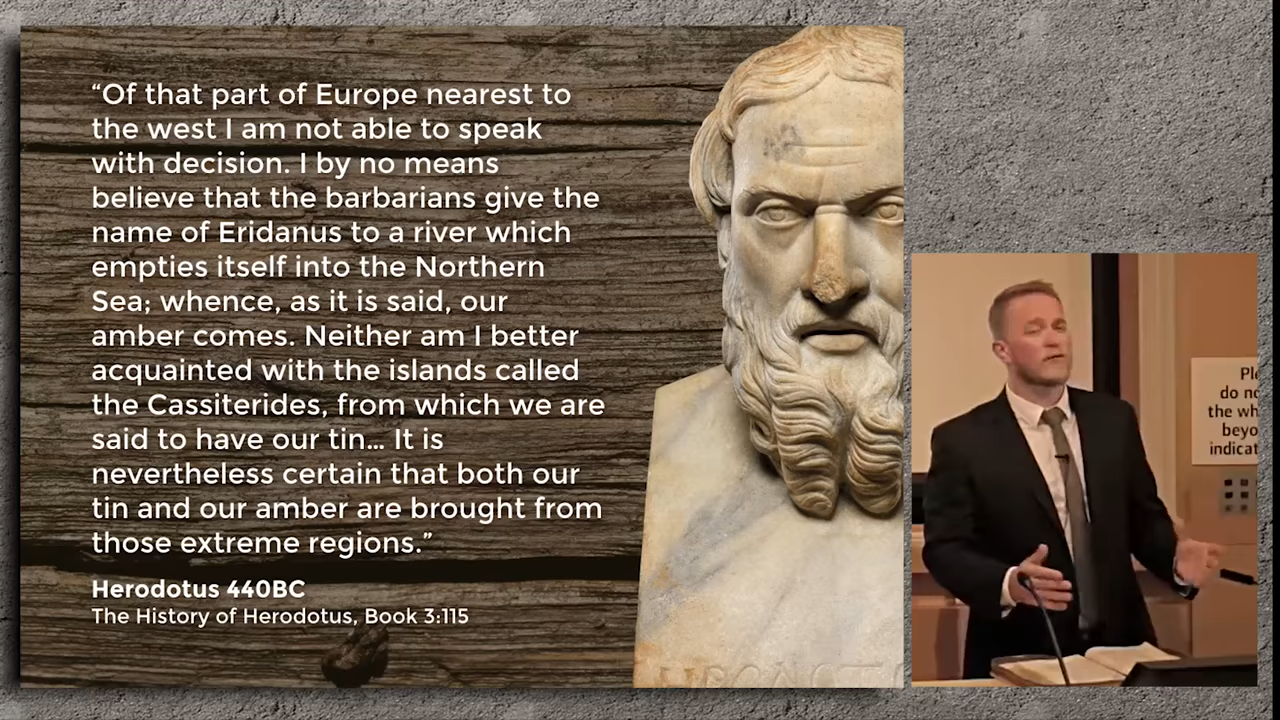 “Of that part of Europe nearest to
the west I am not able to speak
with decision. I by no means
believe that the barbarians give the
name of Eridanus to a river which
empties itself into the Northern
Sea; whence, as it is said, our
amber comes. Neither am I better
acquainted with the islands called
the Cassiterides, from which we are
said to have our tin... It is
nevertheless certain that both our
tin and our amber are brought from
those extreme regions.”
Herodotus 440BC
The History of Herodotus, Book 3:115
do
the